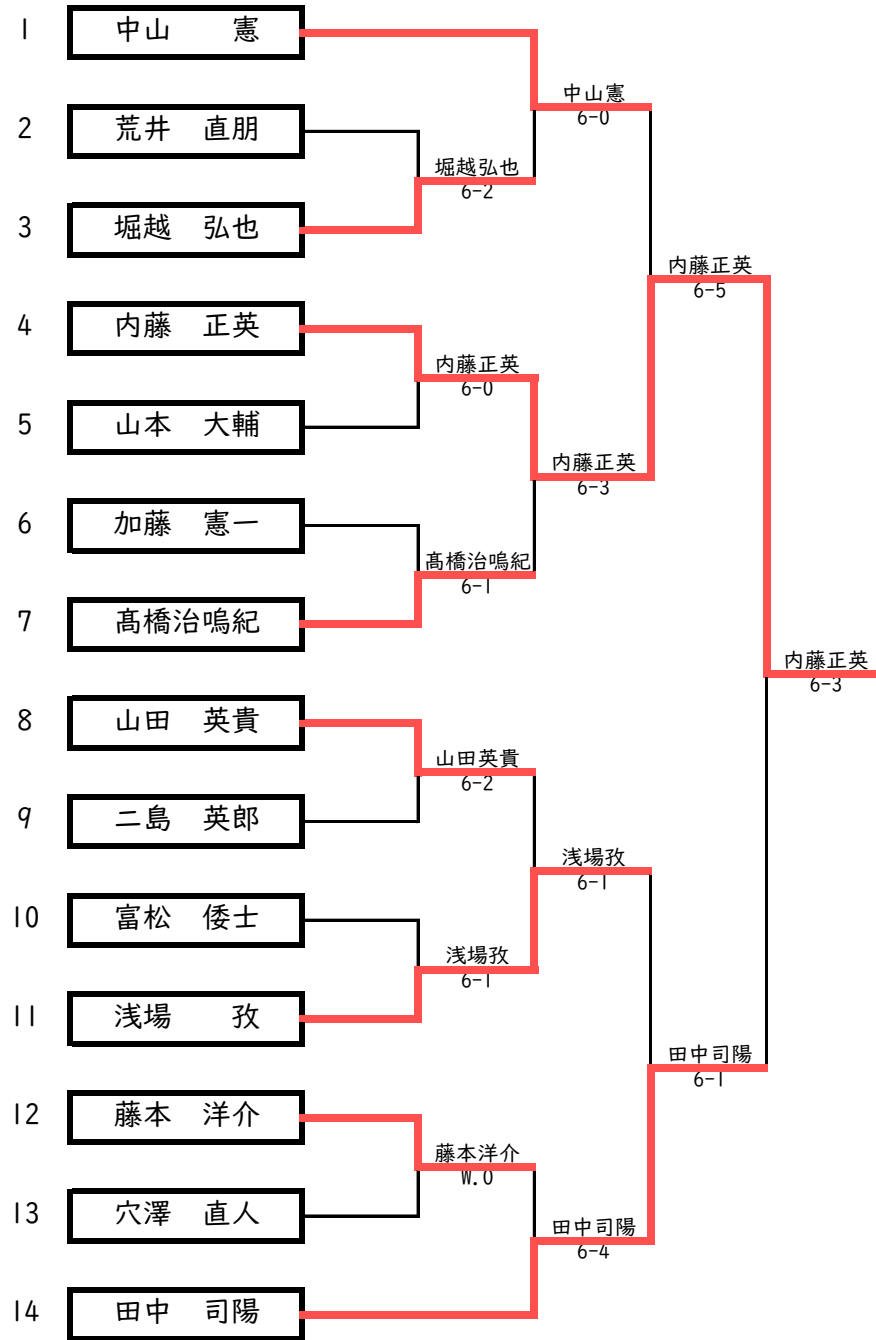 1 中山 憲
中山憲
6-0
2 荒井 直朋
堀越弘也
6-2
3 堀越 弘也
内藤正英
6-5
4 内藤 正英
内藤正英
6-0
5 山本 大輔
内藤正英
6-3
6 加藤 憲一
髙橋治鳴紀
6-1
7 髙橋治鳴紀
内藤正英
6-3
8 山田 英貴
山田英貴
6-2
9 二島 英郎
浅場孜
6-1
10 富松 倭士
浅場孜
6-1
11 浅場 孜
田中司陽
6-1
12 藤本 洋介
藤本洋介
W.O
13 穴澤 直人
田中司陽
6-4
14 田中 司陽